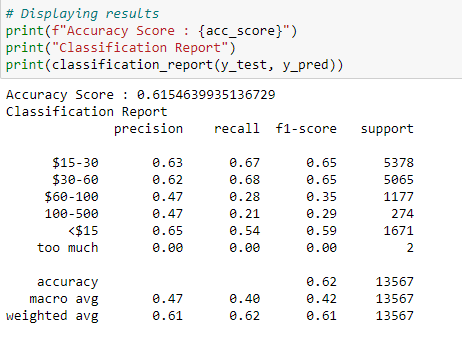 # Displaying results
print(f"Accuracy Score : {acc_score}")
print("Classification Report")
print(classification_report(y_test, y_pred))
Accuracy Score : 0.6154639935136729
Classification Report
precision recall f1-score support
$15-30 0.63 0.67 0.65 5378
$30-60 0.62 0.68 0.65 5065
$60-100 0.47 0.28 0.35 1177
100-500 0.47 0.21 0.29 274
<$15 0.65 0.54 0.59 1671
too much 0.00 0.00 0.00 2
accuracy 0.62 13567
macro avg 0.47 0.40 0.42 13567
weighted avg 0.61 0.62 0.61 13567